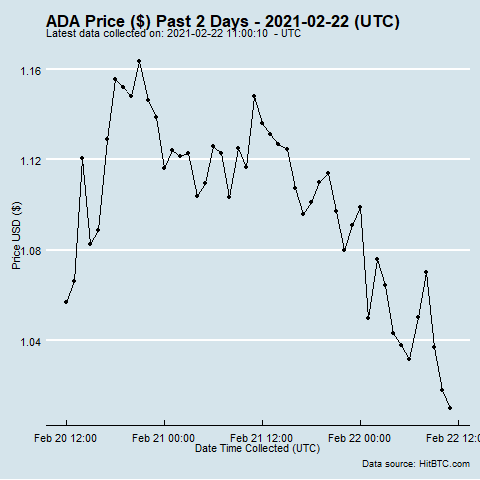 ADA Price ($) Past 2 Days - 2021-02-22 (UTC)
Latest data collected on: 2021-02-22 11:00:10 - UTC
1.16
1.12
1.08
1.04
Price USD ($)
Feb 20 12:00 Feb 21 00:00 Feb 21 12:00 Feb 22 00:00 Feb 22 12:0
Date Time Collected (UTC)
Data source: HitBTC.com